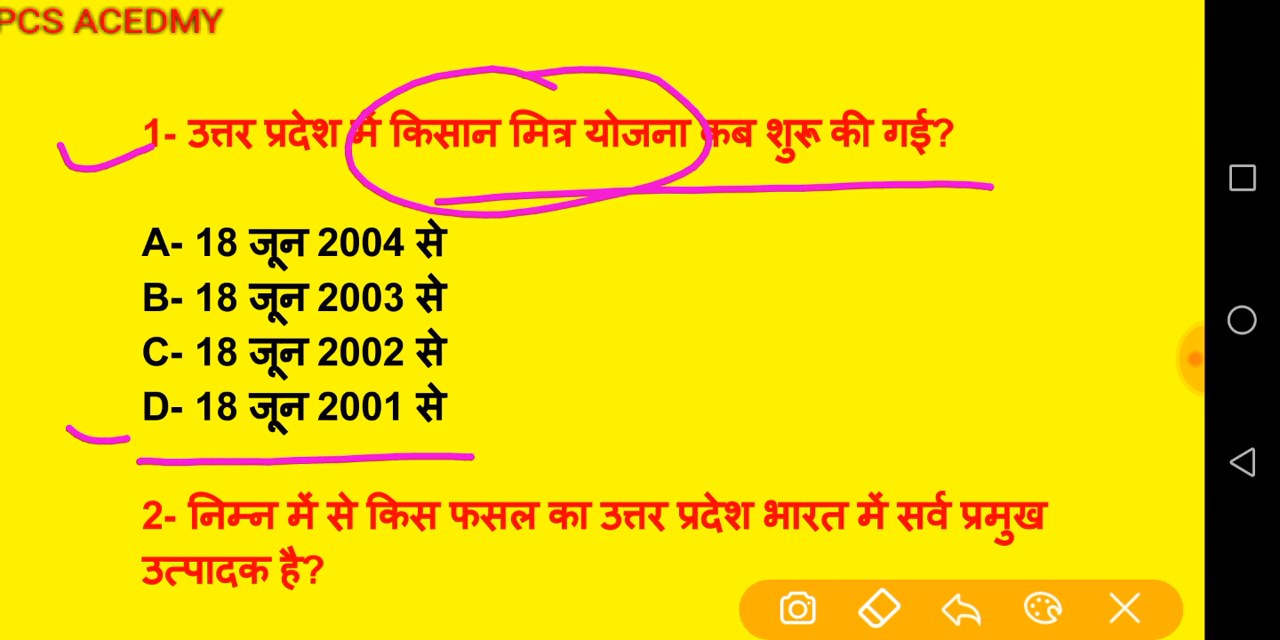 PCS ACEDMY
1- उत्तर प्रदेश में किसान मित्र योजना कब शुरू की गई?
A- 18 जून 2004 से
B- 18 जून 2003 से
C- 18 जून 2002 से
D- 18 जून 2001 से
2- निम्न में से किस फसल का उत्तर प्रदेश भारत में सर्व प्रमुख
उत्पादक है?